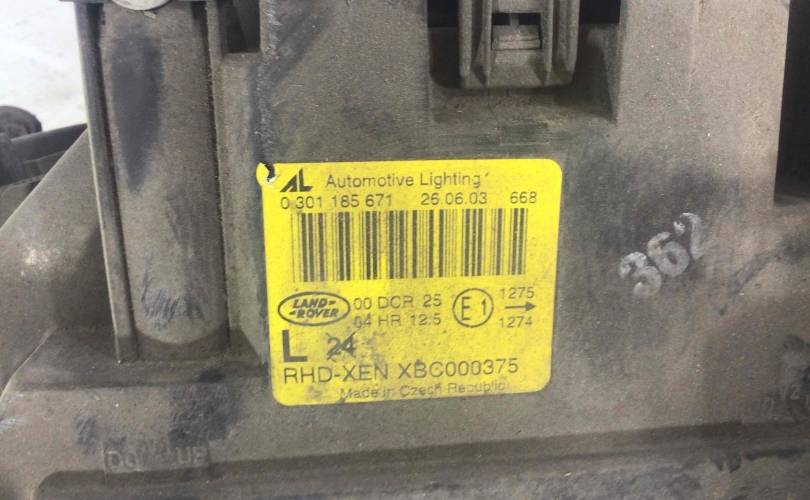 AL Automotive Lighting
0 301 185 671 26.06.03 668
LAND-ROVER 00 DCR 25 E1 1275
04 HR 12.5 1274
L 24
RHD-XEN XBC000375
Made in Czech Republic
362